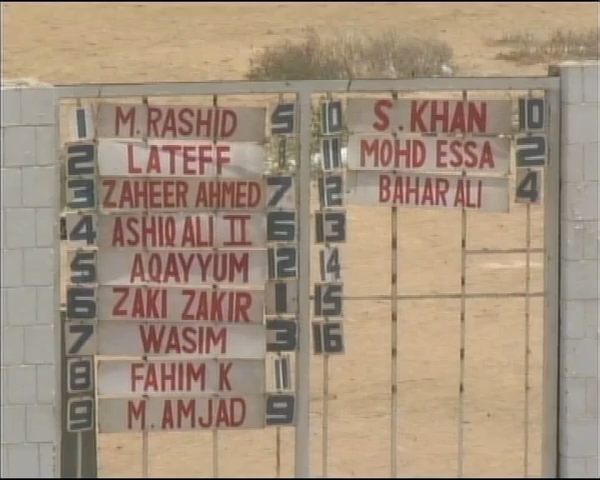 1 M. RASHID 5
2 LATEFF
3 ZAHEER AHMED 7
4 ASHIQ ALI II 6
5 AQAYYUM 12
6 ZAKI ZAKIR 1
7 WASIM 3
8 FAHIM K 11
9 M. AMJAD 9
10 S. KHAN 10
11 MOHD ESSA 2
12 BAHAR ALI 4
13
14
15
16